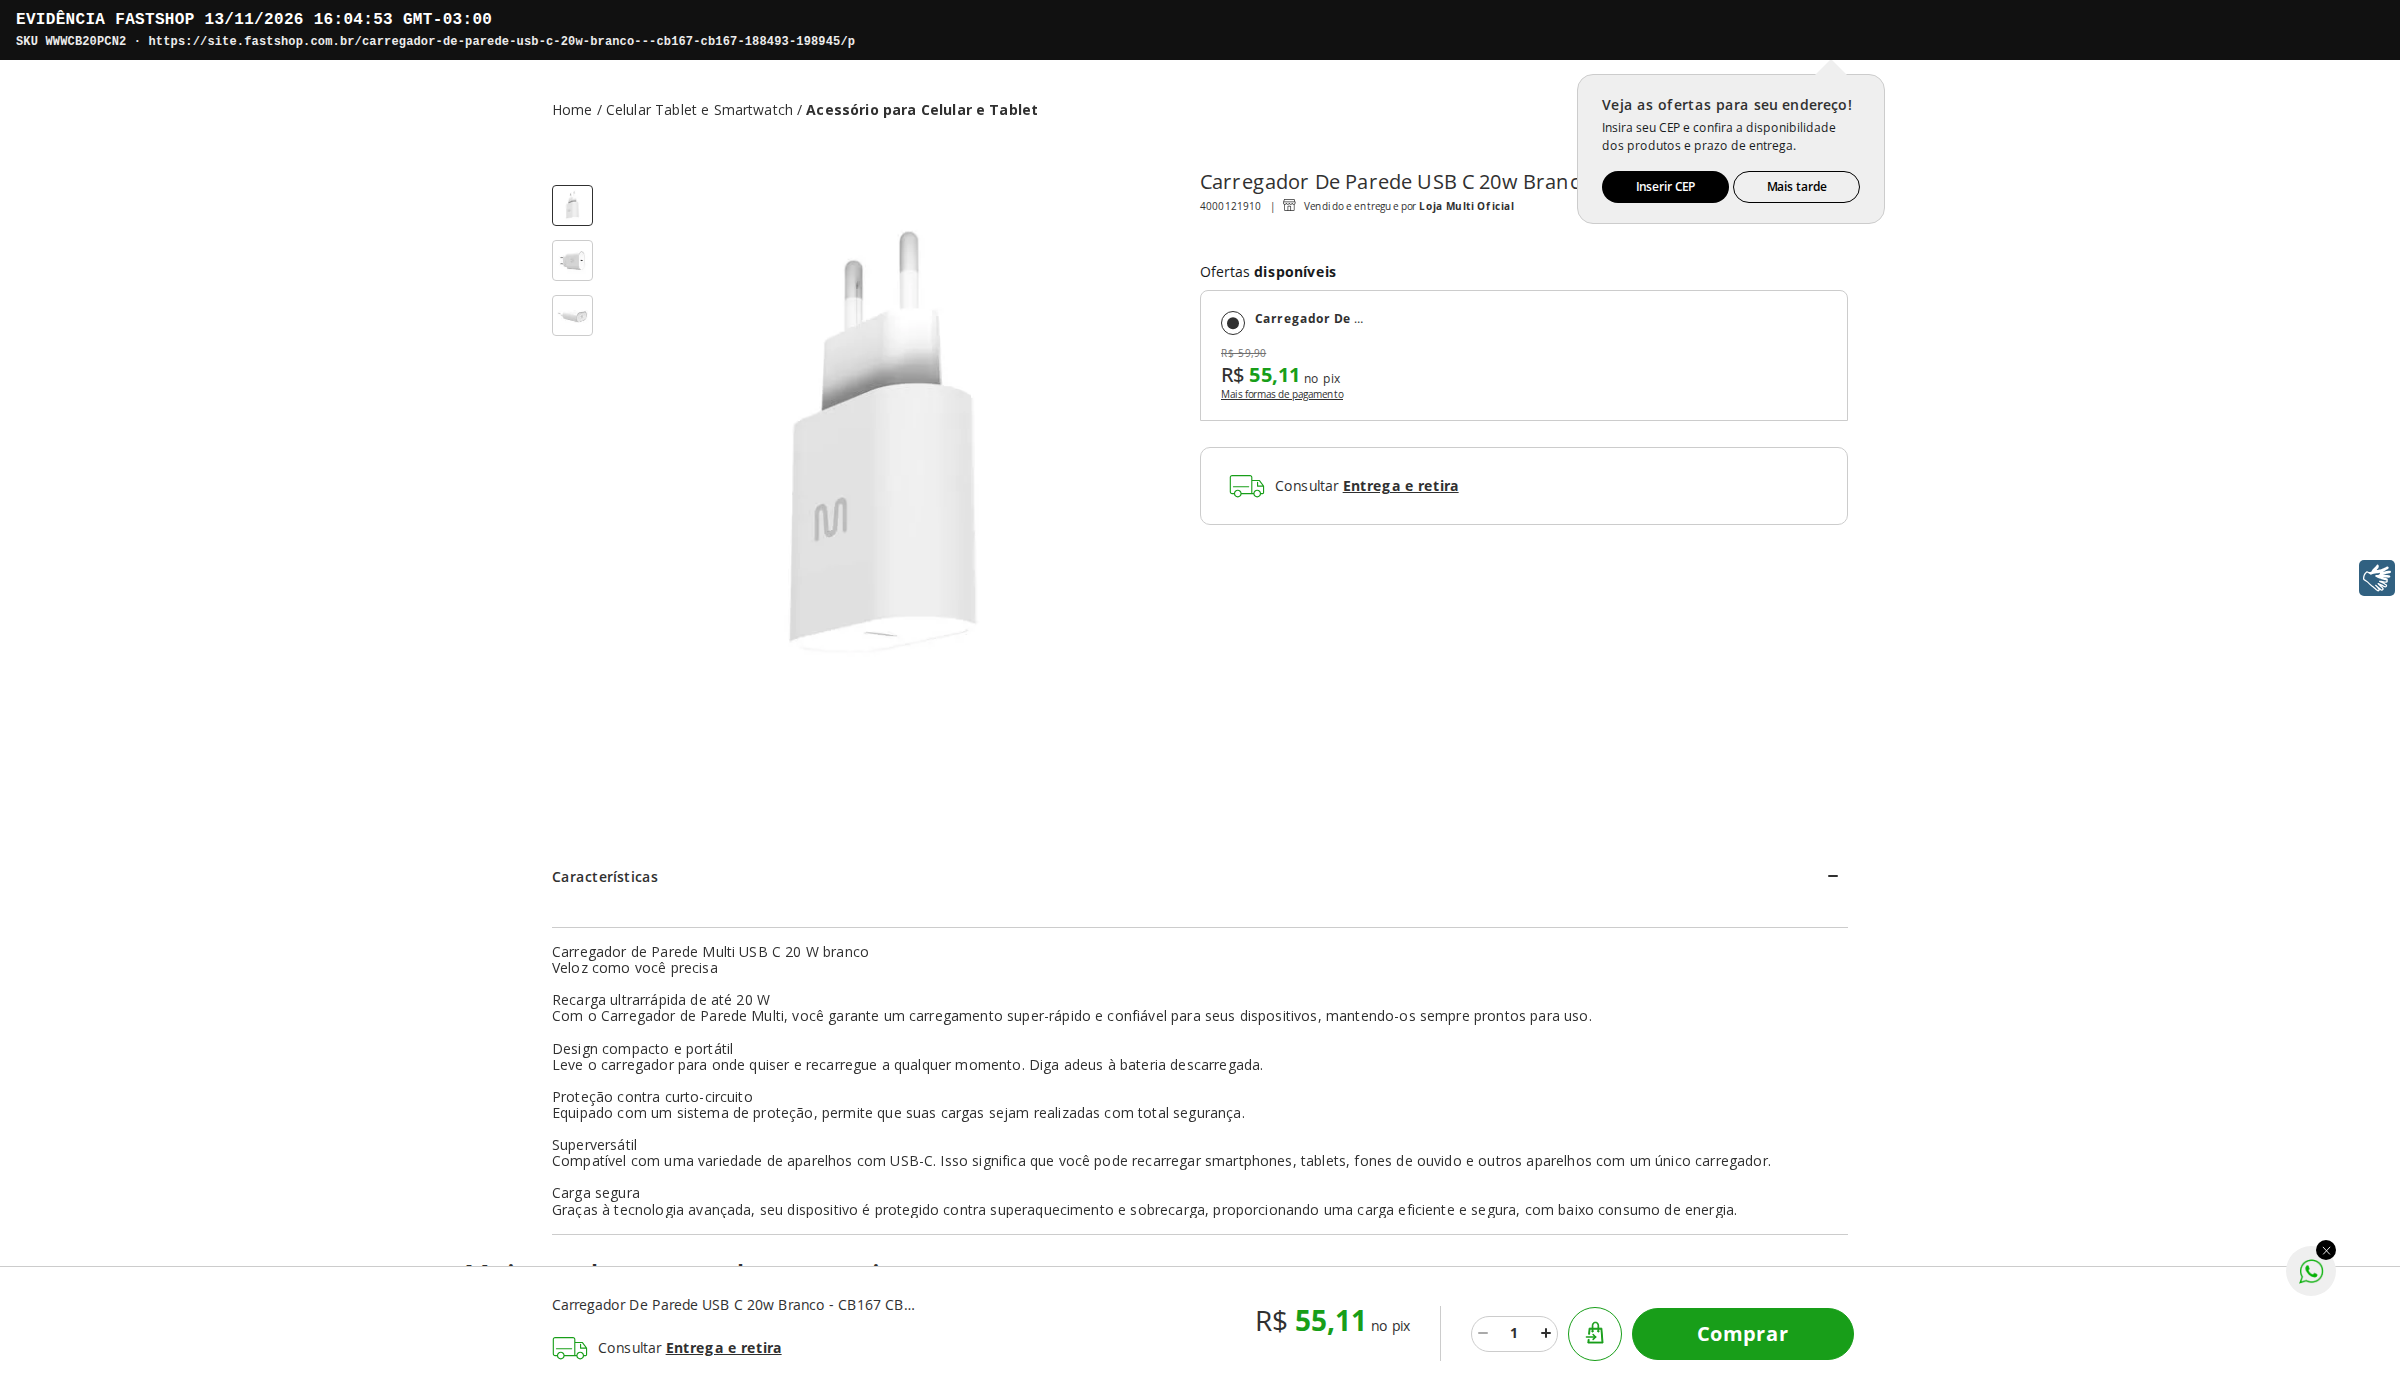 EVIDÊNCIA FASTSHOP 13/11/2026 16:04:53 GMT-03:00
SKU WWWCB20PCN2 · https://site.fastshop.com.br/carregador-de-parede-usb-c-20w-branco---cb167-cb167-188493-198945/p
Home / Celular Tablet e Smartwatch / Acessório para Celular e Tablet
Veja as ofertas para seu endereço!
Insira seu CEP e confira a disponibilidade
dos produtos e prazo de entrega.
Inserir CEP
Mais tarde
Carregador De Parede USB C 20w Branc
4000121910 | Vendido e entregue por Loja Multi Oficial
Ofertas disponíveis
Carregador De ...
R$ 59,90
R$ 55,11 no pix
Mais formas de pagamento
Consultar Entrega e retira
Características
Carregador de Parede Multi USB C 20 W branco
Veloz como você precisa
Recarga ultrarrápida de até 20 W
Com o Carregador de Parede Multi, você garante um carregamento super-rápido e confiável para seus dispositivos, mantendo-os sempre prontos para uso.
Design compacto e portátil
Leve o carregador para onde quiser e recarregue a qualquer momento. Diga adeus à bateria descarregada.
Proteção contra curto-circuito
Equipado com um sistema de proteção, permite que suas cargas sejam realizadas com total segurança.
Superversátil
Compatível com uma variedade de aparelhos com USB-C. Isso significa que você pode recarregar smartphones, tablets, fones de ouvido e outros aparelhos com um único carregador.
Carga segura
Graças à tecnologia avançada, seu dispositivo é protegido contra superaquecimento e sobrecarga, proporcionando uma carga eficiente e segura, com baixo consumo de energia.
Carregador De Parede USB C 20w Branco - CB167 CB...
Consultar Entrega e retira
R$ 55,11 no pix
1
Comprar